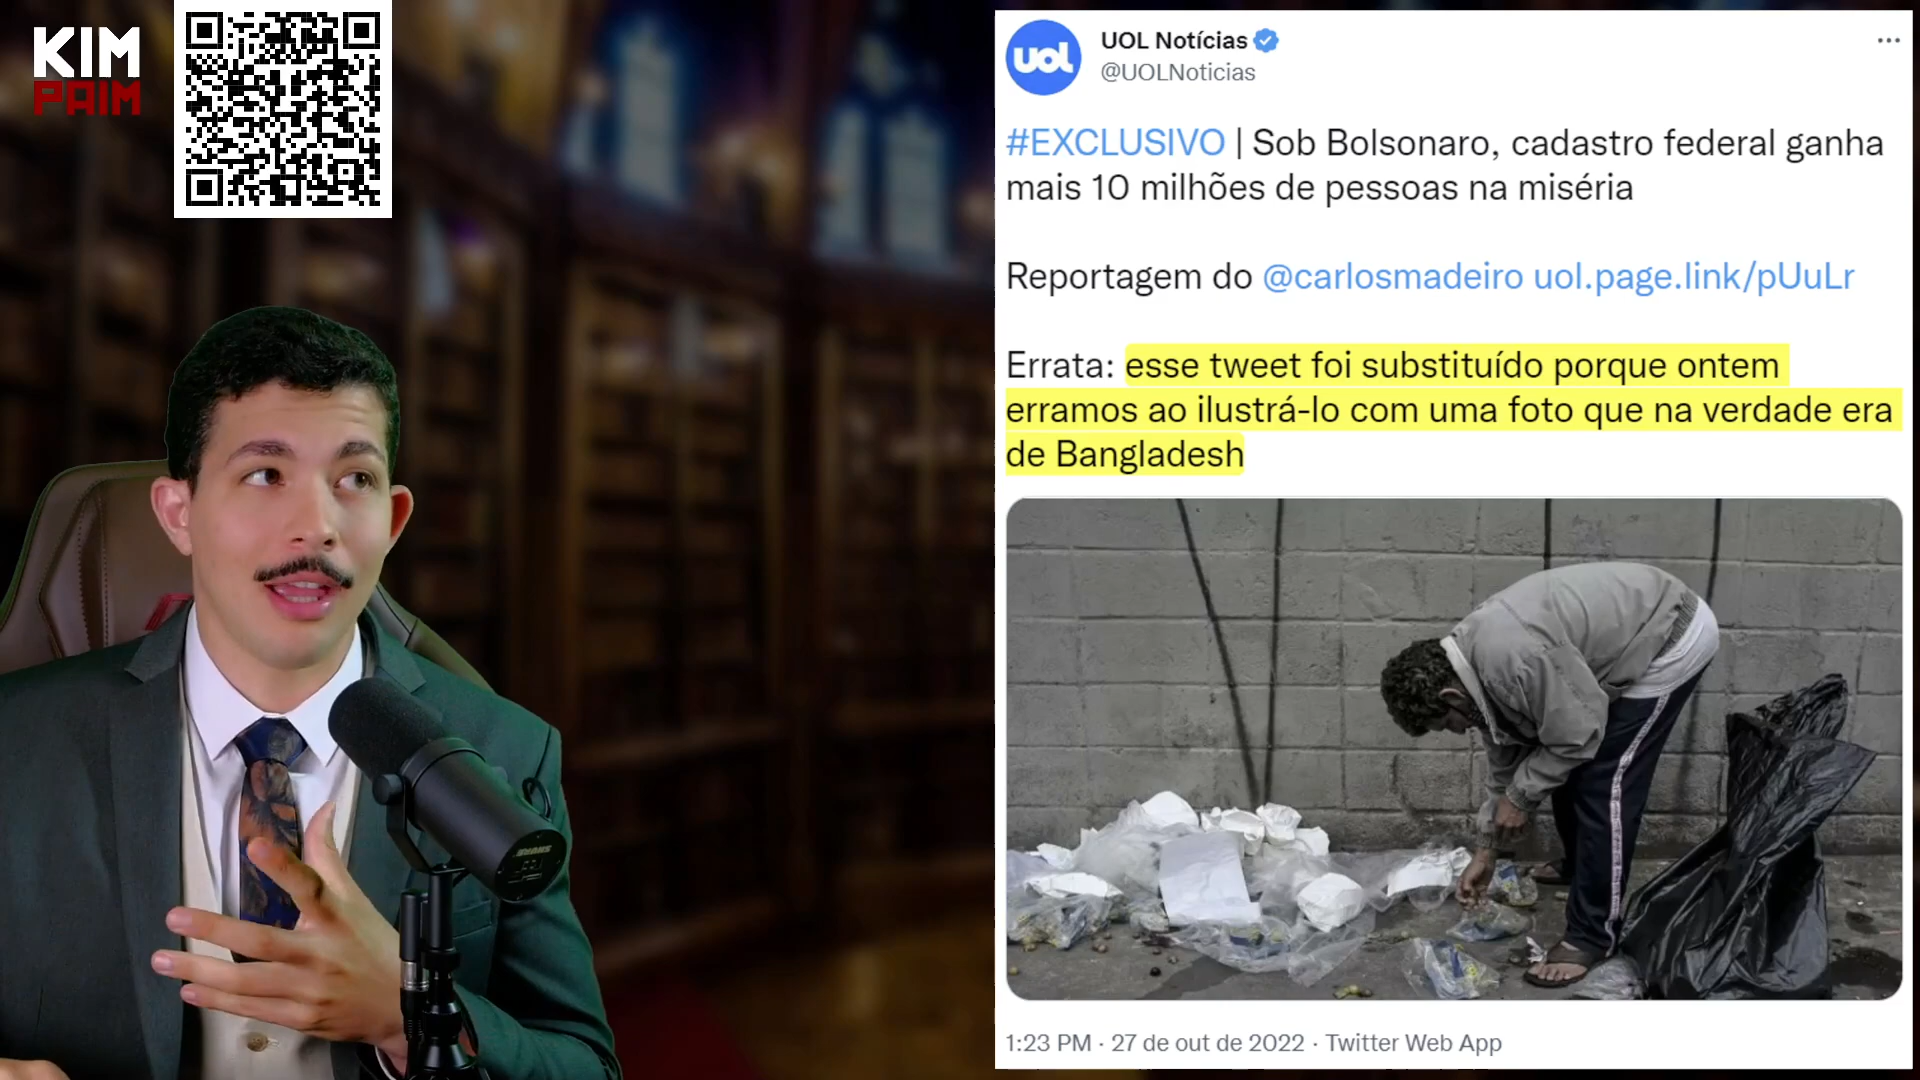 KIM
PAIM
uol
UOL Notícias
@UOLNoticias
#EXCLUSIVO | Sob Bolsonaro, cadastro federal ganha
mais 10 milhões de pessoas na miséria
Reportagem do @carlosmadeiro uol.page.link/pUuLr
Errata: esse tweet foi substituído porque ontem
erramos ao ilustrá-lo com uma foto que na verdade era
de Bangladesh
1:23 PM · 27 de out de 2022 · Twitter Web App